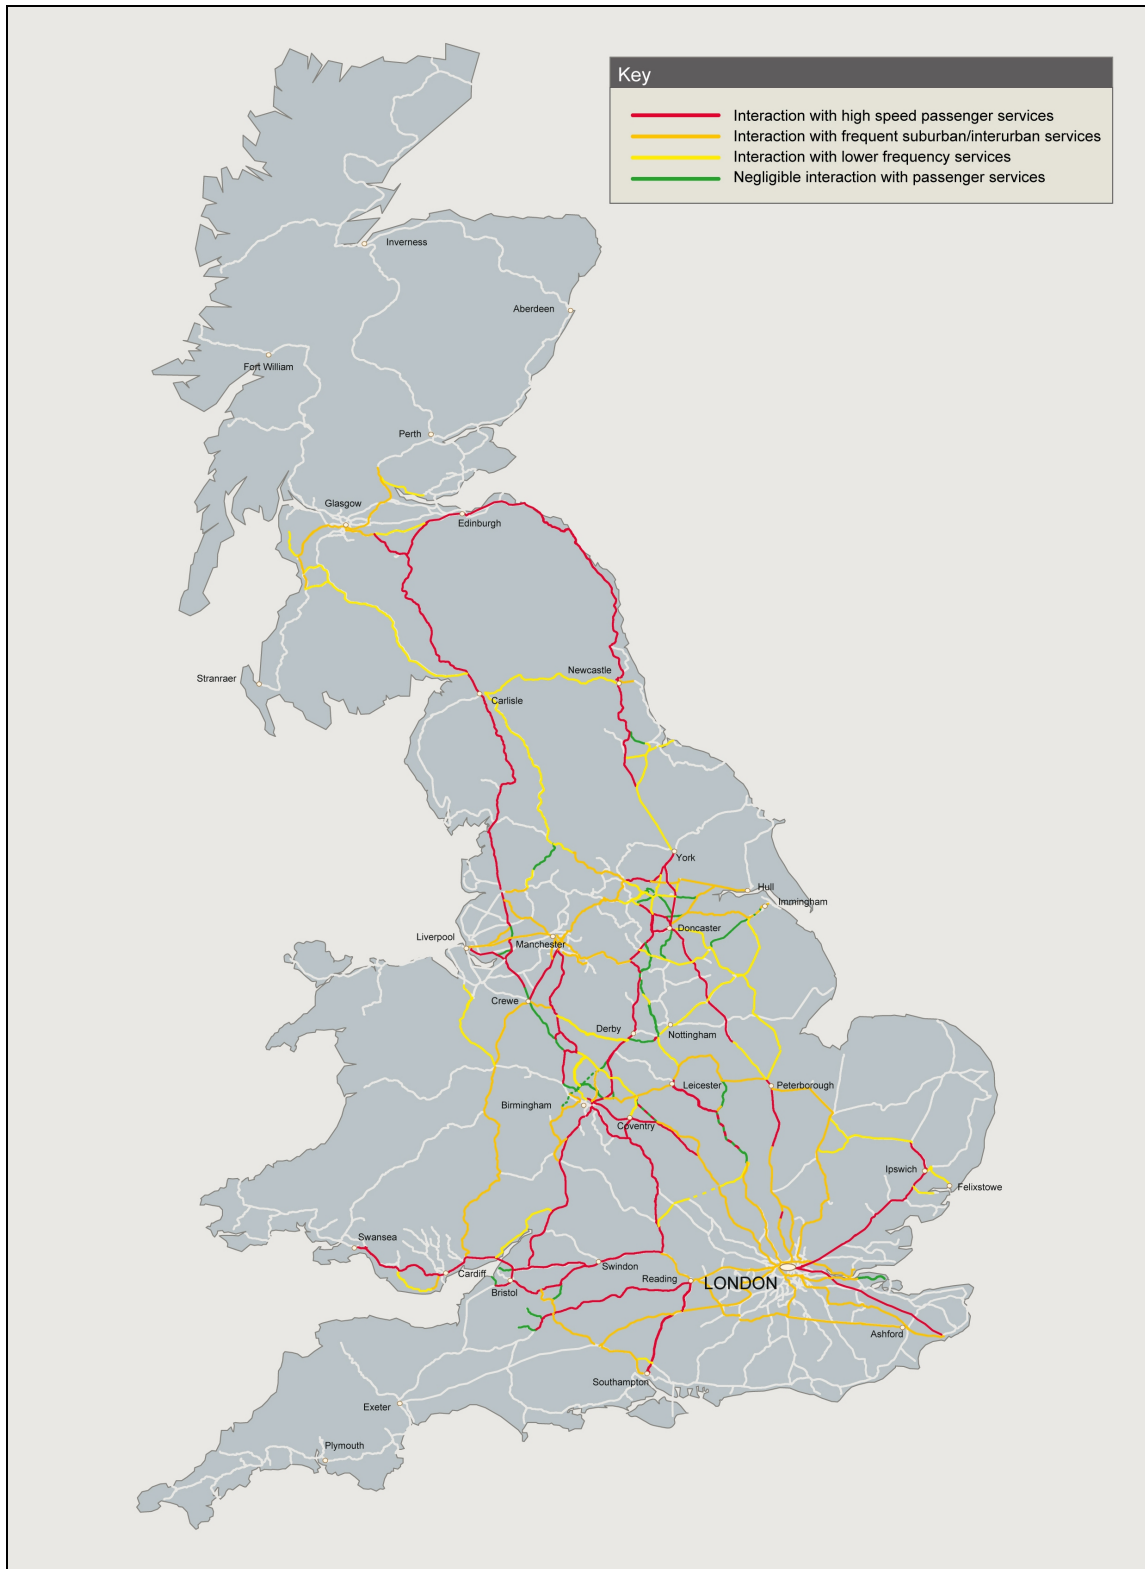 Key
Interaction with high speed passenger services
Interaction with frequent suburban/interurban services
Interaction with lower frequency services
Negligible interaction with passenger services
Inverness
Aberdeen
Fort William
Perth
Glasgow
Edinburgh
Newcastle
Stranraer
Carlisle
York
Hull
Immingham
Doncaster
Liverpool
Manchester
Crewe
Derby
Nottingham
Leicester
Peterborough
Birmingham
Coventry
Ipswich
Felixstowe
Swansea
Cardiff
Swindon
Bristol
Reading
LONDON
Ashford
Southampton
Exeter
Plymouth